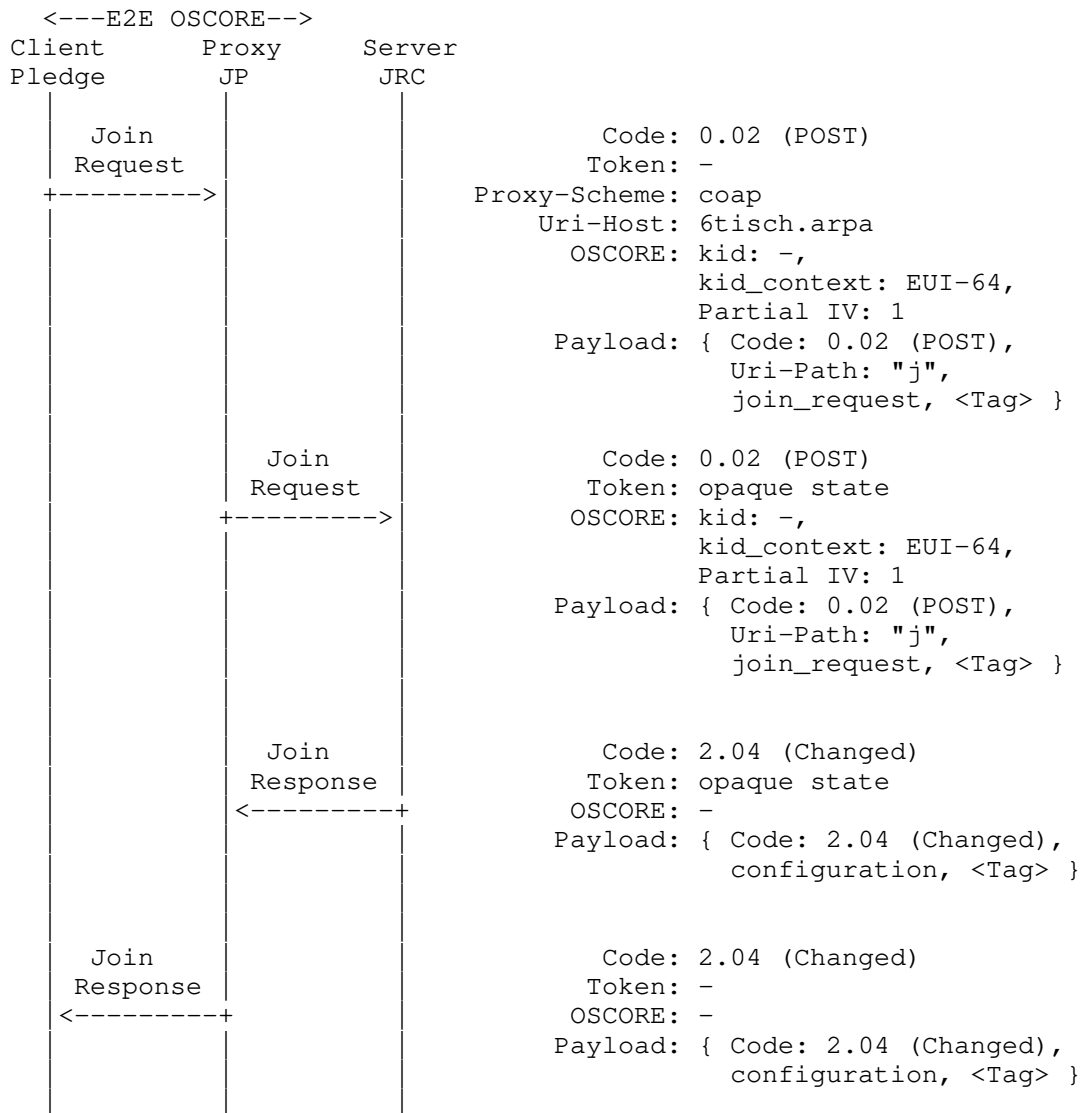 <---E2E OSCORE-->
Client Proxy Server
Pledge JP JRC
Join Code: 0.02 (POST)
Request Token: -
+---------> Proxy-Scheme: coap
Uri-Host: 6tisch.arpa
OSCORE: kid: -,
kid_context: EUI-64,
Partial IV: 1
Payload: { Code: 0.02 (POST),
Uri-Path: "j",
join_request, <Tag> }
Join Code: 0.02 (POST)
Request Token: opaque state
+---------> OSCORE: kid: -,
kid_context: EUI-64,
Partial IV: 1
Payload: { Code: 0.02 (POST),
Uri-Path: "j",
join_request, <Tag> }
Join Code: 2.04 (Changed)
Response Token: opaque state
<---------+ OSCORE: -
Payload: { Code: 2.04 (Changed),
configuration, <Tag> }
Join Code: 2.04 (Changed)
Response Token: -
<---------+ OSCORE: -
Payload: { Code: 2.04 (Changed),
configuration, <Tag> }